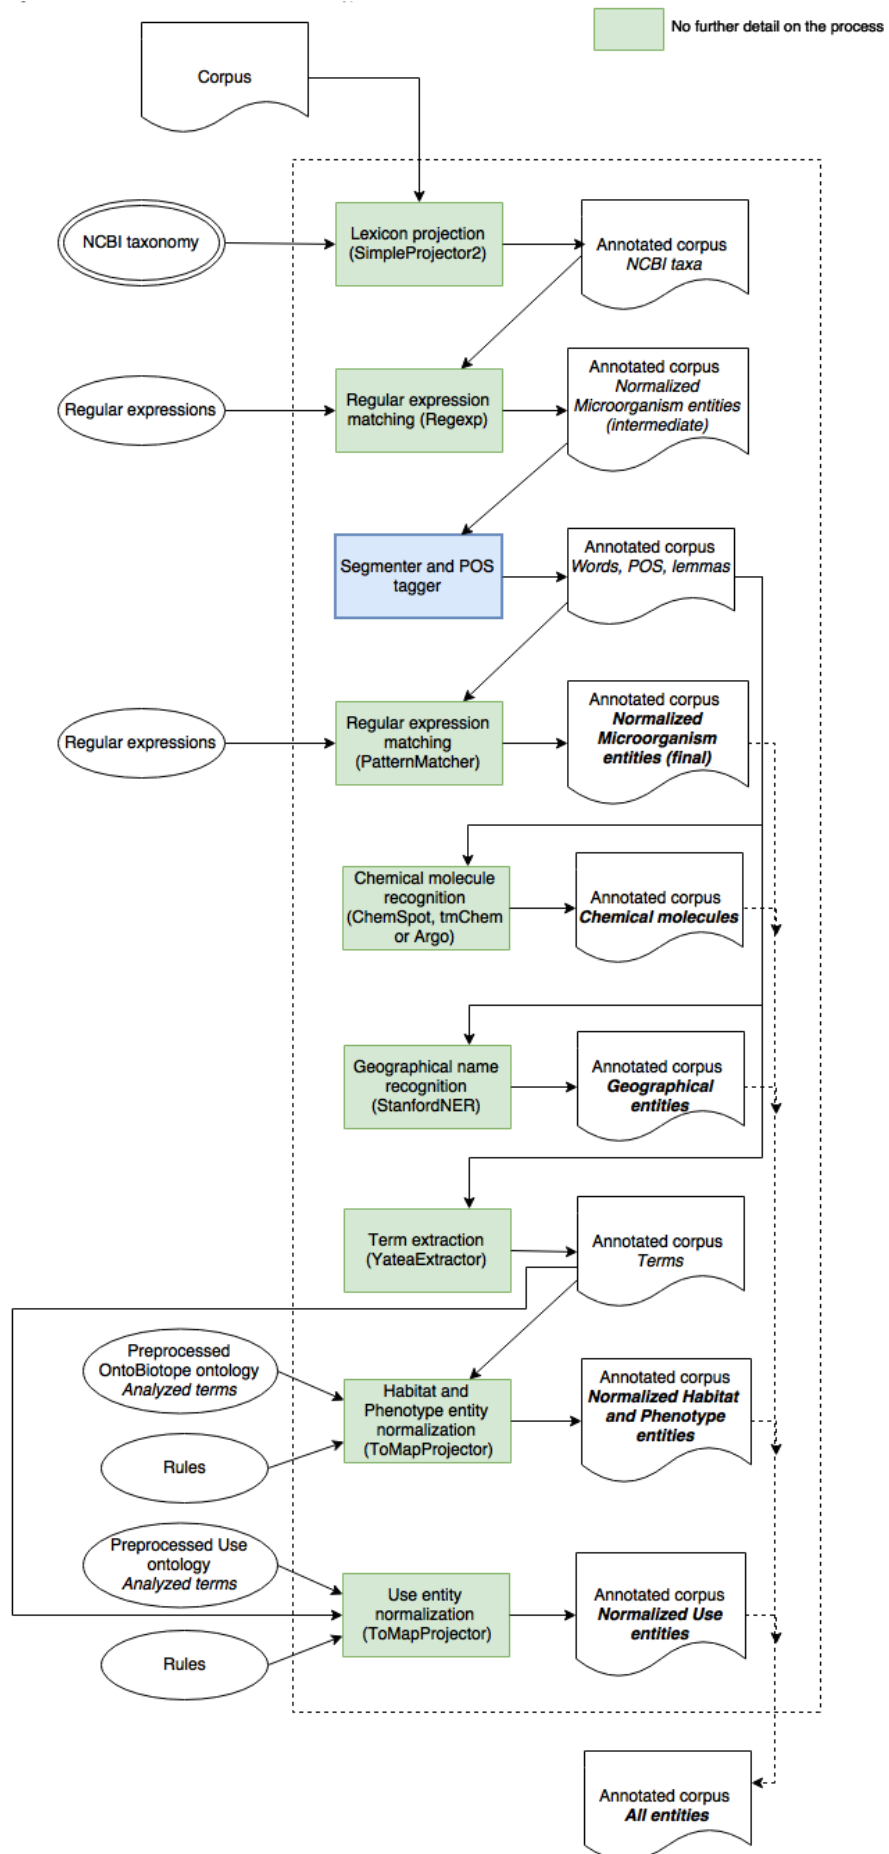 No further detail on the process
Corpus
NCBI taxonomy
Lexicon projection
(SimpleProjector2)
Annotated corpus
NCBI taxa
Regular expressions
Regular expression
matching (Regexp)
Annotated corpus
Normalized
Microorganism entities
(intermediate)
Segmenter and POS
tagger
Annotated corpus
Words, POS, lemmas
Regular expressions
Regular expression
matching
(PatternMatcher)
Annotated corpus
Normalized
Microorganism
entities (final)
Chemical molecule
recognition
(ChemSpot, tmChem
or Argo)
Annotated corpus
Chemical molecules
Geographical name
recognition
(StanfordNER)
Annotated corpus
Geographical
entities
Term extraction
(YateaExtractor)
Annotated corpus
Terms
Preprocessed
OntoBiotope ontology
Analyzed terms
Rules
Habitat and
Phenotype entity
normalization
(ToMapProjector)
Annotated corpus
Normalized Habitat
and Phenotype
entities
Preprocessed Use
ontology
Analyzed terms
Rules
Use entity
normalization
(ToMapProjector)
Annotated corpus
Normalized Use
entities
Annotated corpus
All entities